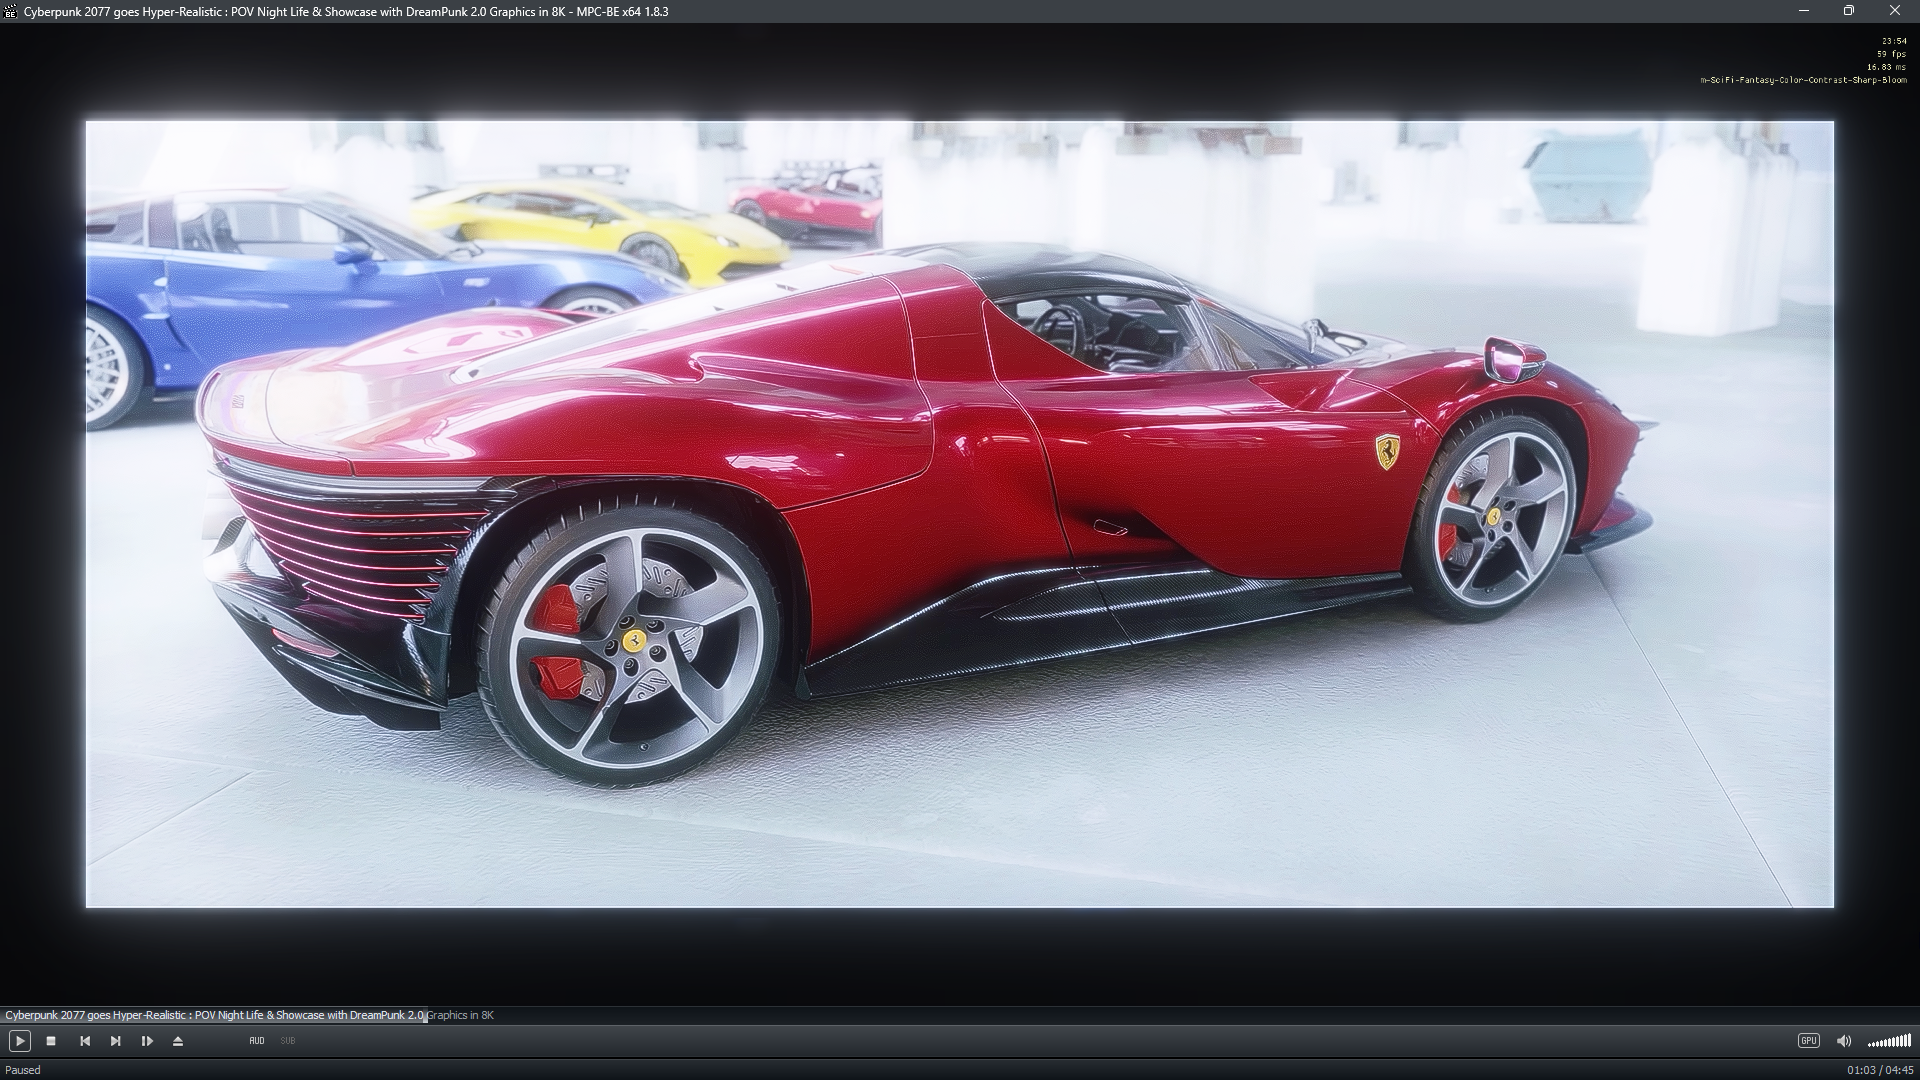 Cyberpunk 2077 goes Hyper-Realistic : POV Night Life & Showcase with DreamPunk 2.0 Graphics in 8K - MPC-BE x64 1.8.3
23:54
59 fps
16.83 ms
m-SciFi-Fantasy-Color-Contrast-Sharp-Bloom
Cyberpunk 2077 goes Hyper-Realistic : POV Night Life & Showcase with DreamPunk 2.0 Graphics in 8K
AUD SUB
GPU
Paused
01:03 / 04:45